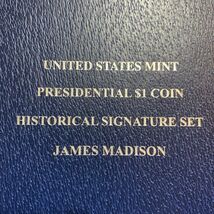 UNITED STATES MINT
PRESIDENTIAL $1 COIN
HISTORICAL SIGNATURE SET
JAMES MADISON